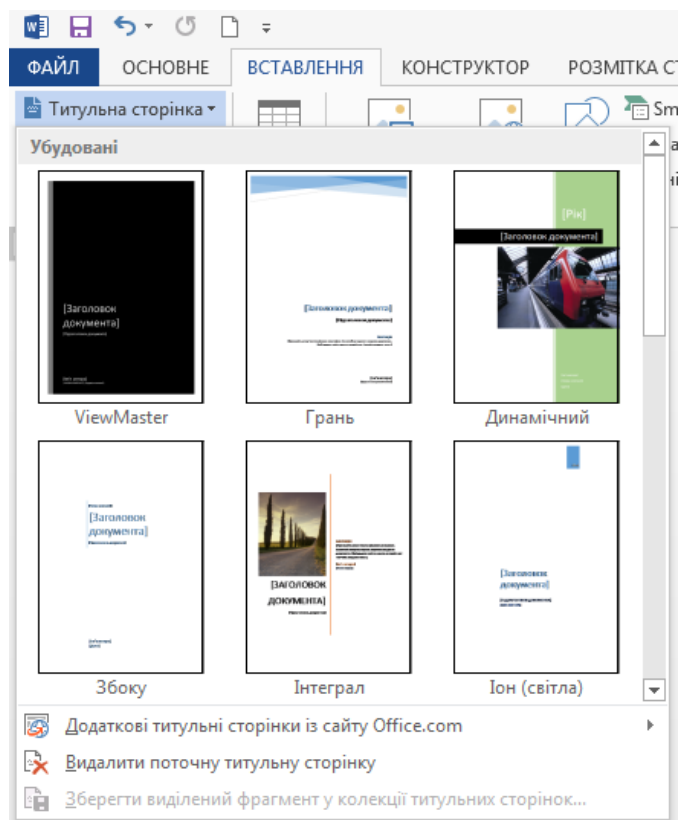 ФАЙЛ ОСНОВНЕ ВСТАВЛЕННЯ КОНСТРУКТОР РОЗМІТКА СТ
Титульна сторінка Sm
Убудовані
[Заголовок
документа]
[Заголовок документа]
[Рік]
[Заголовок документа]
ViewMaster Грань Динамічний
[Заголовок
документа]
[ЗАГОЛОВОК
ДОКУМЕНТА]
[Заголовок
документа]
Збоку Інтеграл Іон (світла)
Додаткові титульні сторінки із сайту Office.com
Видалити поточну титульну сторінку
Зберегти виділений фрагмент у колекції титульних сторінок...